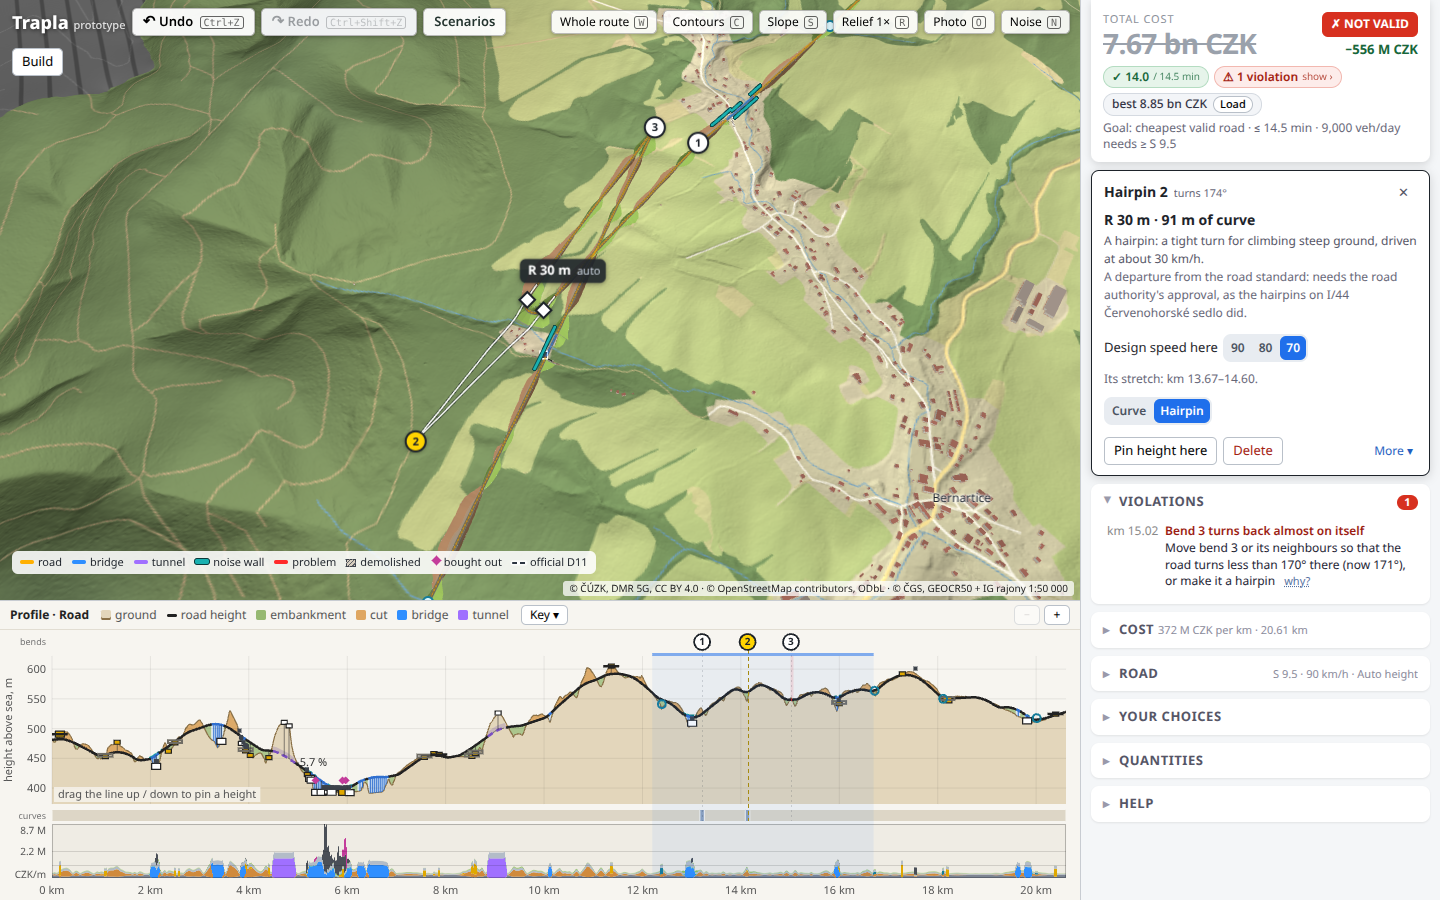 Trapla prototype
Undo Ctrl+Z
Redo Ctrl+Shift+Z
Scenarios
Whole route W
Contours C
Slope S
Relief 1× R
Photo O
Noise N
Build
3
1
R 30 m auto
2
Bernartice
road
bridge
tunnel
noise wall
problem
demolished
bought out
official D11
© ČÚZK, DMR 5G, CC BY 4.0 · © OpenStreetMap contributors, ODbL · © ČGS, GEOCR50 + IG rajony 1:50 000
TOTAL COST
7.67 bn CZK
✗ NOT VALID
−556 M CZK
✓ 14.0 / 14.5 min
⚠ 1 violation show ›
best 8.85 bn CZK Load
Goal: cheapest valid road · ≤ 14.5 min · 9,000 veh/day
needs ≥ S 9.5
Hairpin 2 turns 174°
✕
R 30 m · 91 m of curve
A hairpin: a tight turn for climbing steep ground, driven
at about 30 km/h.
A departure from the road standard: needs the road
authority's approval, as the hairpins on I/44
Červenohorské sedlo did.
Design speed here 90 80 70
Its stretch: km 13.67–14.60.
Curve Hairpin
Pin height here
Delete
More ▾
VIOLATIONS 1
km 15.02 Bend 3 turns back almost on itself
Move bend 3 or its neighbours so that the
road turns less than 170° there (now 171°),
or make it a hairpin why?
COST 372 M CZK per km · 20.61 km
ROAD S 9.5 · 90 km/h · Auto height
YOUR CHOICES
QUANTITIES
HELP
Profile · Road
ground
road height
embankment
cut
bridge
tunnel
Key ▾
−
+
bends
1 2 3
height above sea, m
600
550
500
450
400
5.7 %
drag the line up / down to pin a height
curves
8.7 M
2.2 M
CZK/m
0 km 2 km 4 km 6 km 8 km 10 km 12 km 14 km 16 km 18 km 20 km